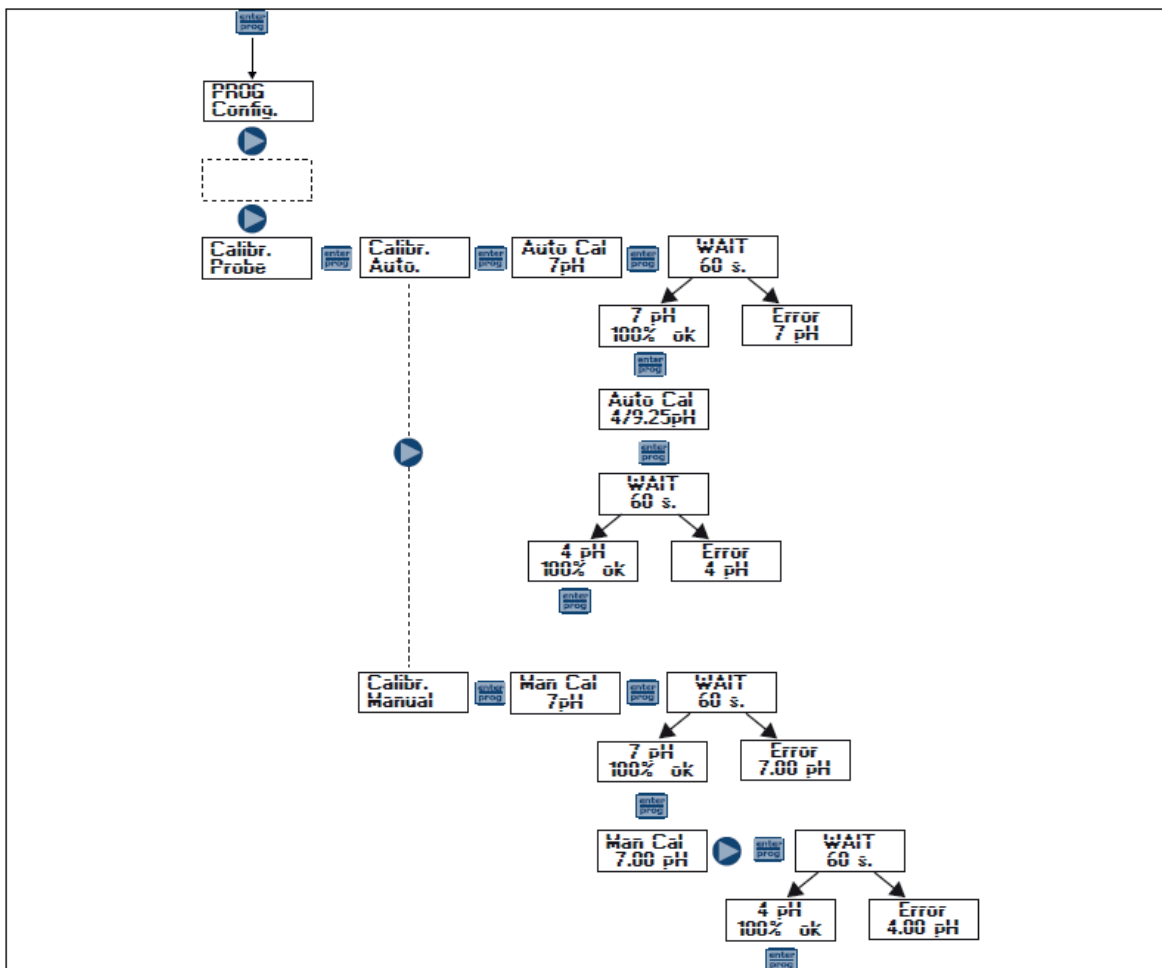 enter
prog
PROG
Config.
Calibr.
Probe
enter
prog
Calibr.
Auto.
enter
prog
Auto Cal
7pH
enter
prog
WAIT
60 s.
7 pH
100% ok
Error
7 pH
enter
prog
Auto Cal
4/9.25pH
enter
prog
WAIT
60 s.
4 pH
100% ok
Error
4 pH
enter
prog
Calibr.
Manual
enter
prog
Man Cal
7pH
enter
prog
WAIT
60 s.
7 pH
100% ok
Error
7.00 pH
enter
prog
Man Cal
7.00 pH
enter
prog
WAIT
60 s.
4 pH
100% ok
Error
4.00 pH
enter
prog